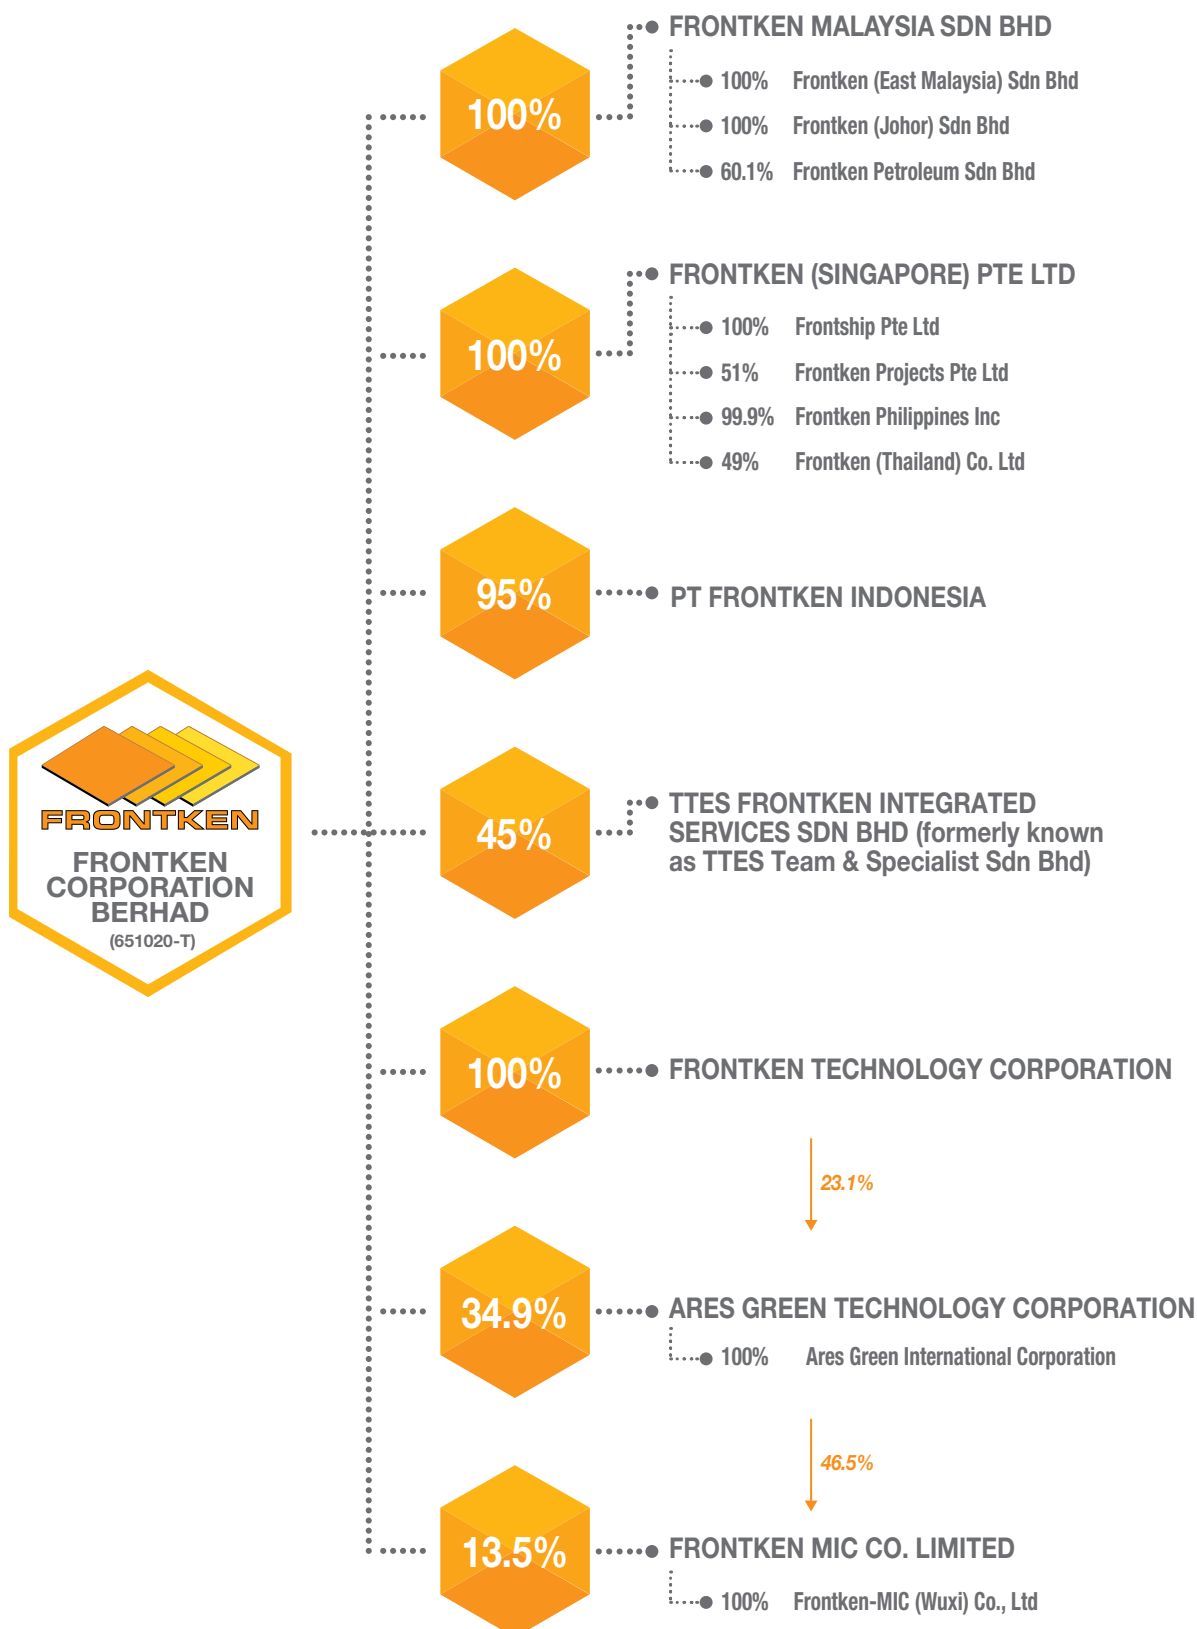 100%
FRONTKEN MALAYSIA SDN BHD
100% Frontken (East Malaysia) Sdn Bhd
100% Frontken (Johor) Sdn Bhd
60.1% Frontken Petroleum Sdn Bhd
100%
FRONTKEN (SINGAPORE) PTE LTD
100% Frontship Pte Ltd
51% Frontken Projects Pte Ltd
99.9% Frontken Philippines Inc
49% Frontken (Thailand) Co. Ltd
95%
PT FRONTKEN INDONESIA
FRONTKEN
FRONTKEN
CORPORATION
BERHAD
(651020-T)
45%
TTES FRONTKEN INTEGRATED
SERVICES SDN BHD (formerly known
as TTES Team & Specialist Sdn Bhd)
100%
FRONTKEN TECHNOLOGY CORPORATION
23.1%
34.9%
ARES GREEN TECHNOLOGY CORPORATION
100% Ares Green International Corporation
46.5%
13.5%
FRONTKEN MIC CO. LIMITED
100% Frontken-MIC (Wuxi) Co., Ltd